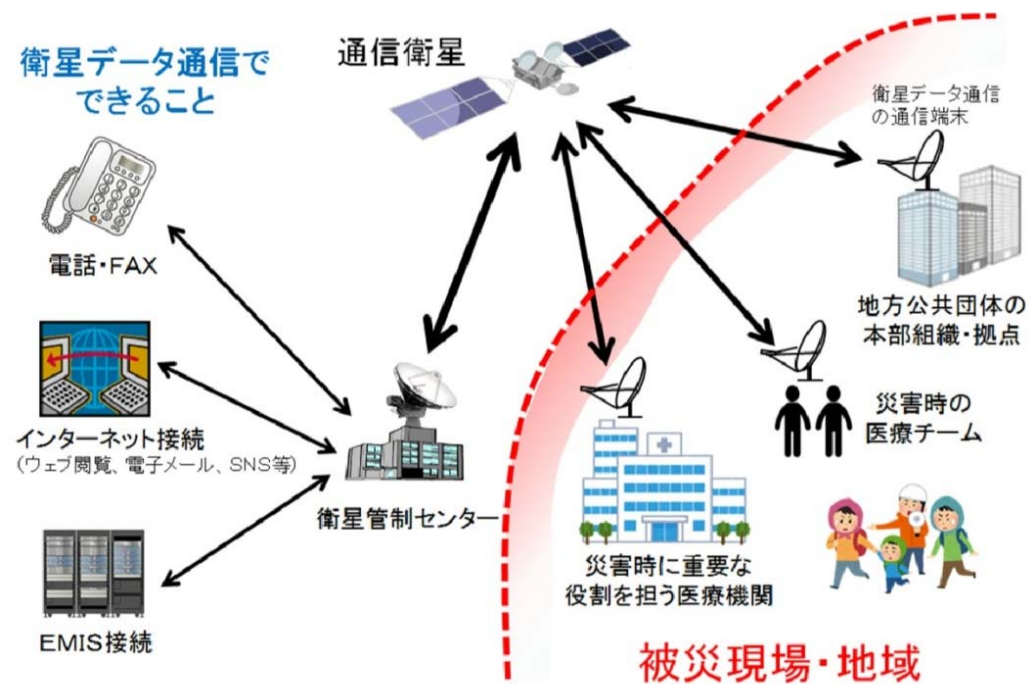 衛星データ通信で
できること
通信衛星
衛星データ通信
の通信端末
電話・FAX
地方公共団体の
本部組織・拠点
インターネット接続
(ウェブ閲覧、電子メール、SNS等)
災害時の
医療チーム
衛星管制センター
災害時に重要な
役割を担う医療機関
EMIS接続
被災現場・地域